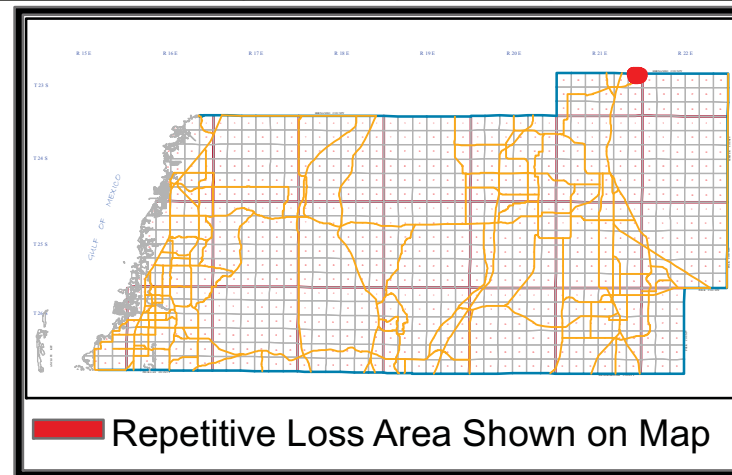 R 15 E R 16 E R 17 E R 18 E R 19 E R 20 E R 21 E R 22 E
T 23 S
T 24 S
GULF OF MEXICO
T 25 S
Repetitive Loss Area Shown on Map